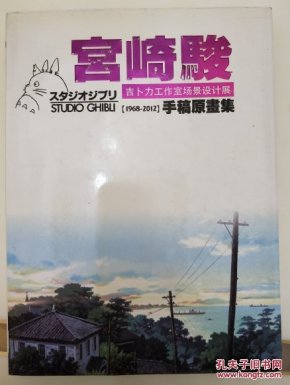 宮崎駿
スタジオジブリ
STUDIO GHIBLI
吉卜力工作室场景设计展
【1968-2012】手稿原畫集
孔夫子旧书网